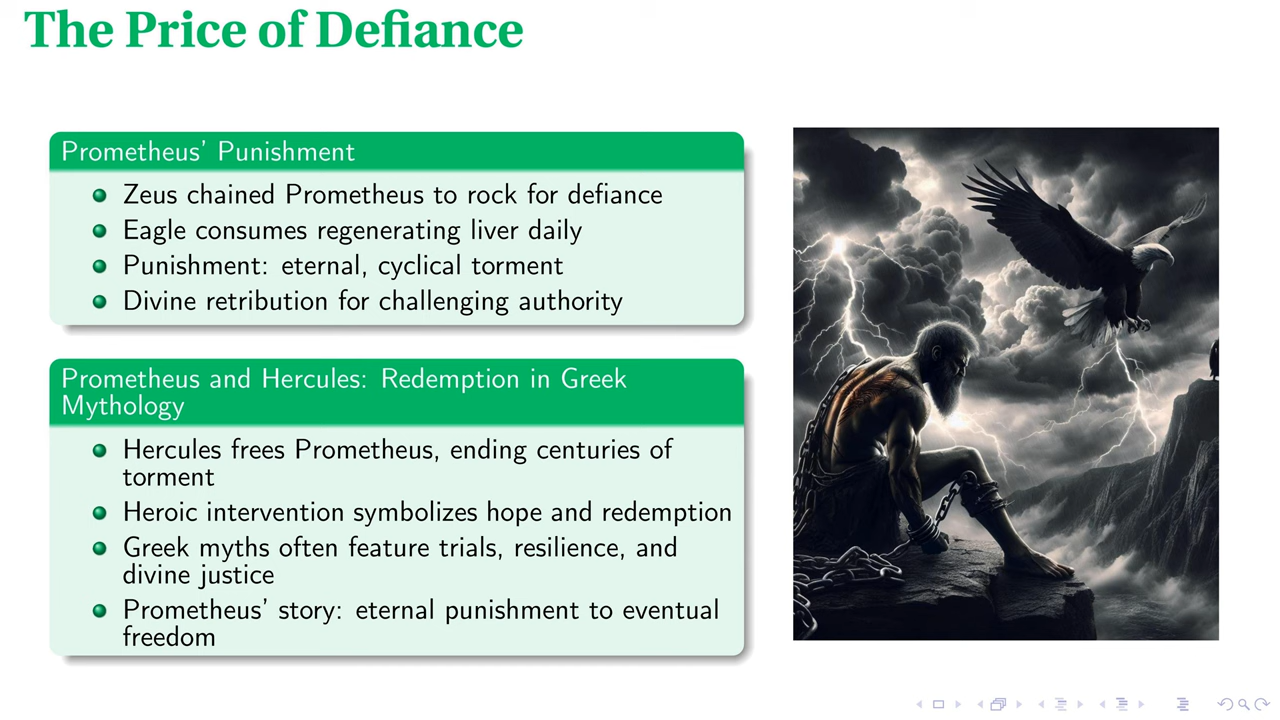 The Price of Defiance
Prometheus' Punishment
Zeus chained Prometheus to rock for defiance
Eagle consumes regenerating liver daily
Punishment: eternal, cyclical torment
Divine retribution for challenging authority
Prometheus and Hercules: Redemption in Greek
Mythology
Hercules frees Prometheus, ending centuries of
torment
Heroic intervention symbolizes hope and redemption
Greek myths often feature trials, resilience, and
divine justice
Prometheus' story: eternal punishment to eventual
freedom